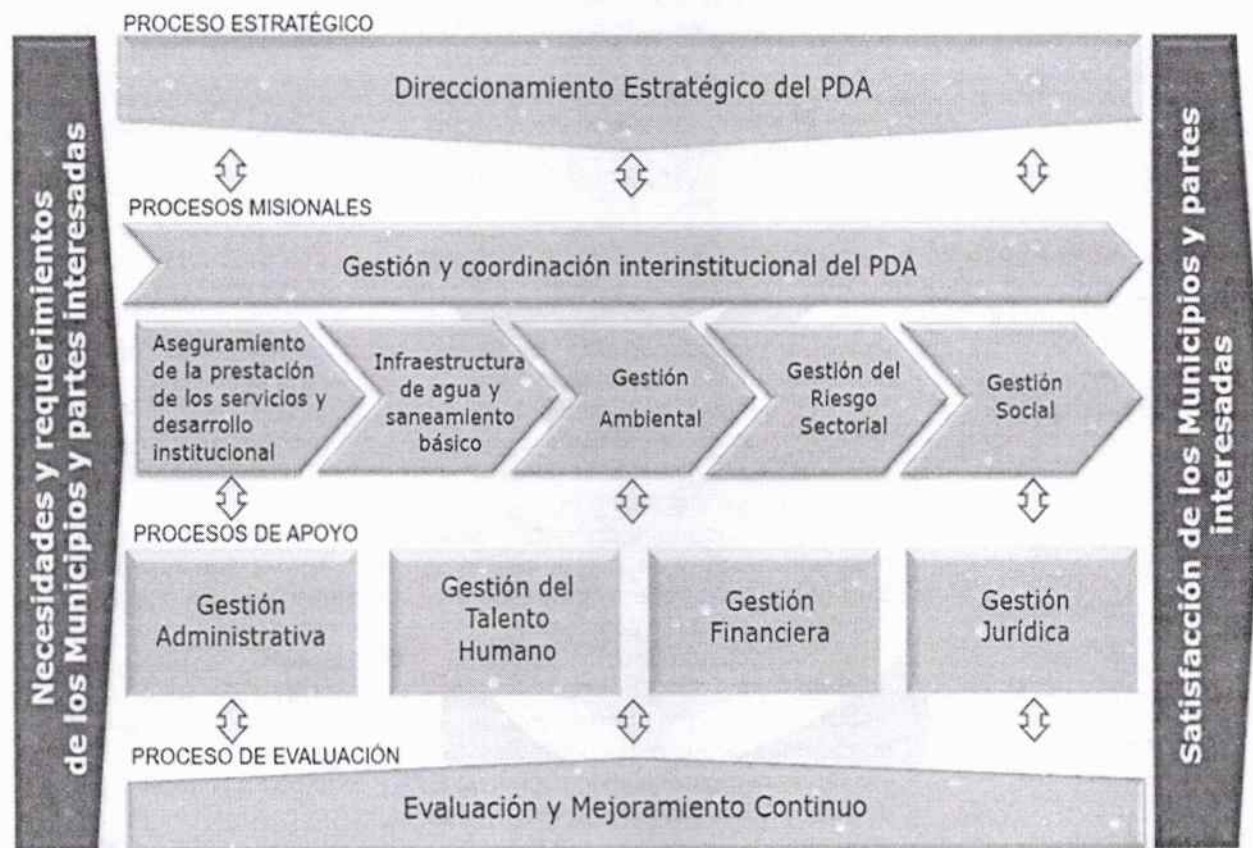 PROCESO ESTRATÉGICO
Direccionamiento Estratégico del PDA
Necesidades y requerimientos
de los Municipios y partes interesadas
PROCESOS MISIONALES
Gestión y coordinación interinstitucional del PDA
Aseguramiento
de la prestación
de los servicios y
desarrollo
institucional
Infraestructura
de agua y
saneamiento
básico
Gestión
Ambiental
Gestión del
Riesgo
Sectorial
Gestión
Social
PROCESOS DE APOYO
Gestión
Administrativa
Gestión del
Talento
Humano
Gestión
Financiera
Gestión
Jurídica
PROCESO DE EVALUACIÓN
Evaluación y Mejoramiento Continuo
Satisfacción de los Municipios y partes
interesadas